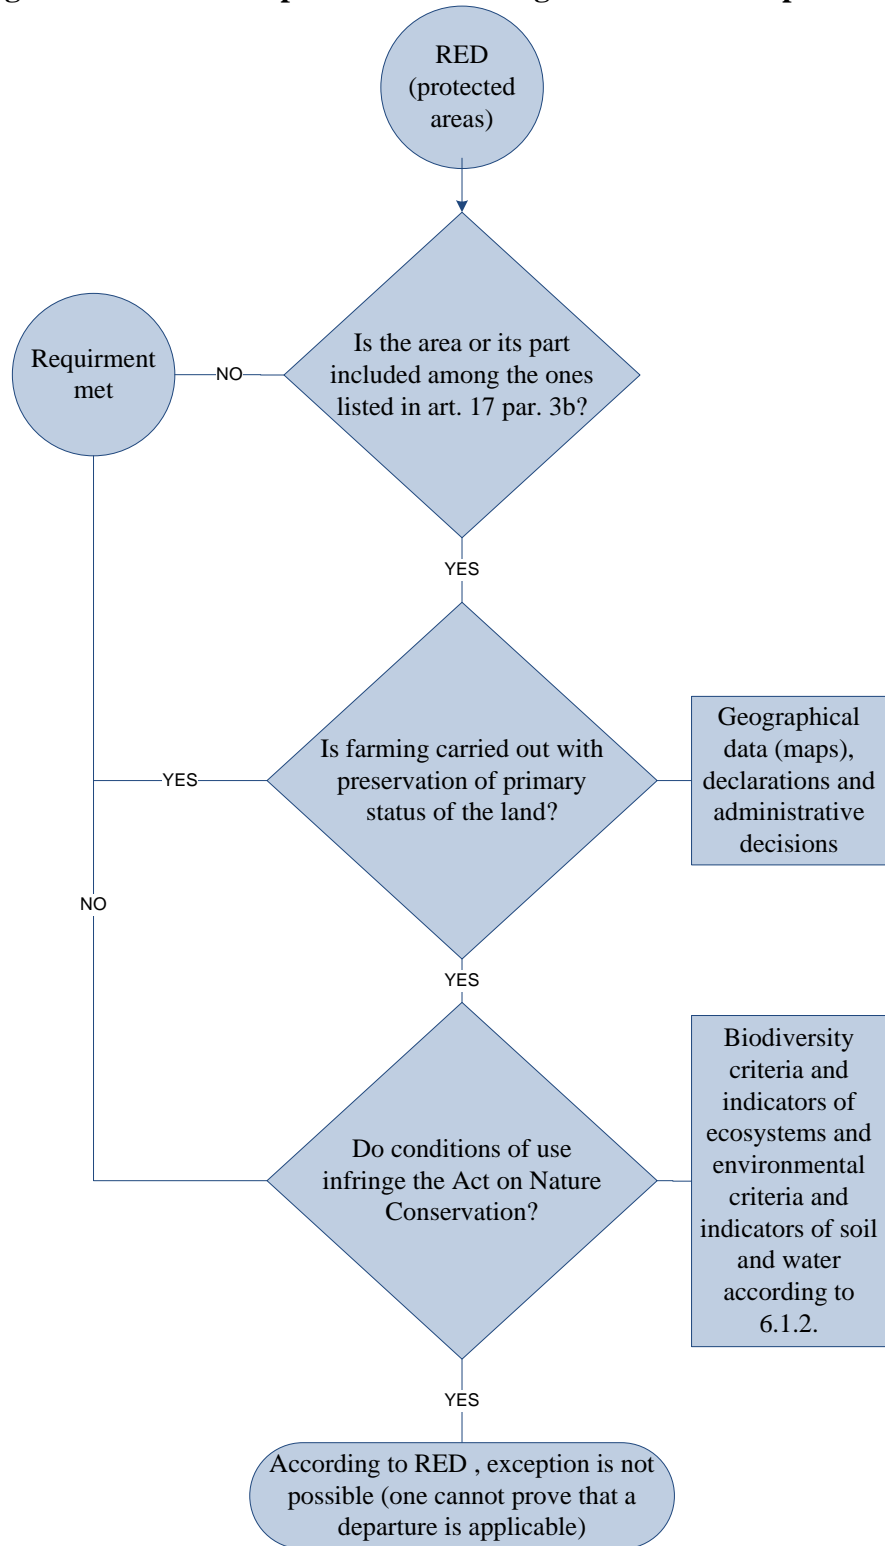 RED
(protected
areas)
Is the area or its part
included among the ones
listed in art. 17 par. 3b?
NO
Requirment
met
YES
Is farming carried out with
preservation of primary
status of the land?
YES
Geographical
data (maps),
declarations and
administrative
decisions
NO
YES
Do conditions of use
infringe the Act on Nature
Conservation?
Biodiversity
criteria and
indicators of
ecosystems and
environmental
criteria and
indicators of soil
and water
according to
6.1.2.
YES
According to RED , exception is not
possible (one cannot prove that a
departure is applicable)